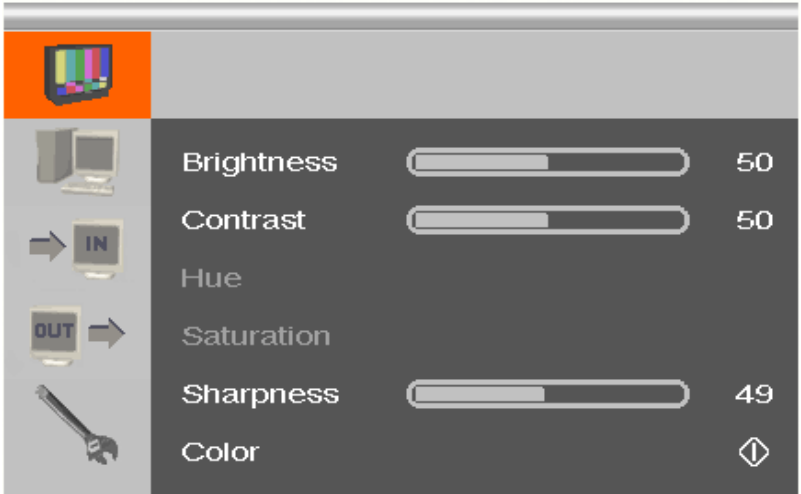 Brightness 50
Contrast 50
IN
Hue
OUT
Saturation
Sharpness 49
Color